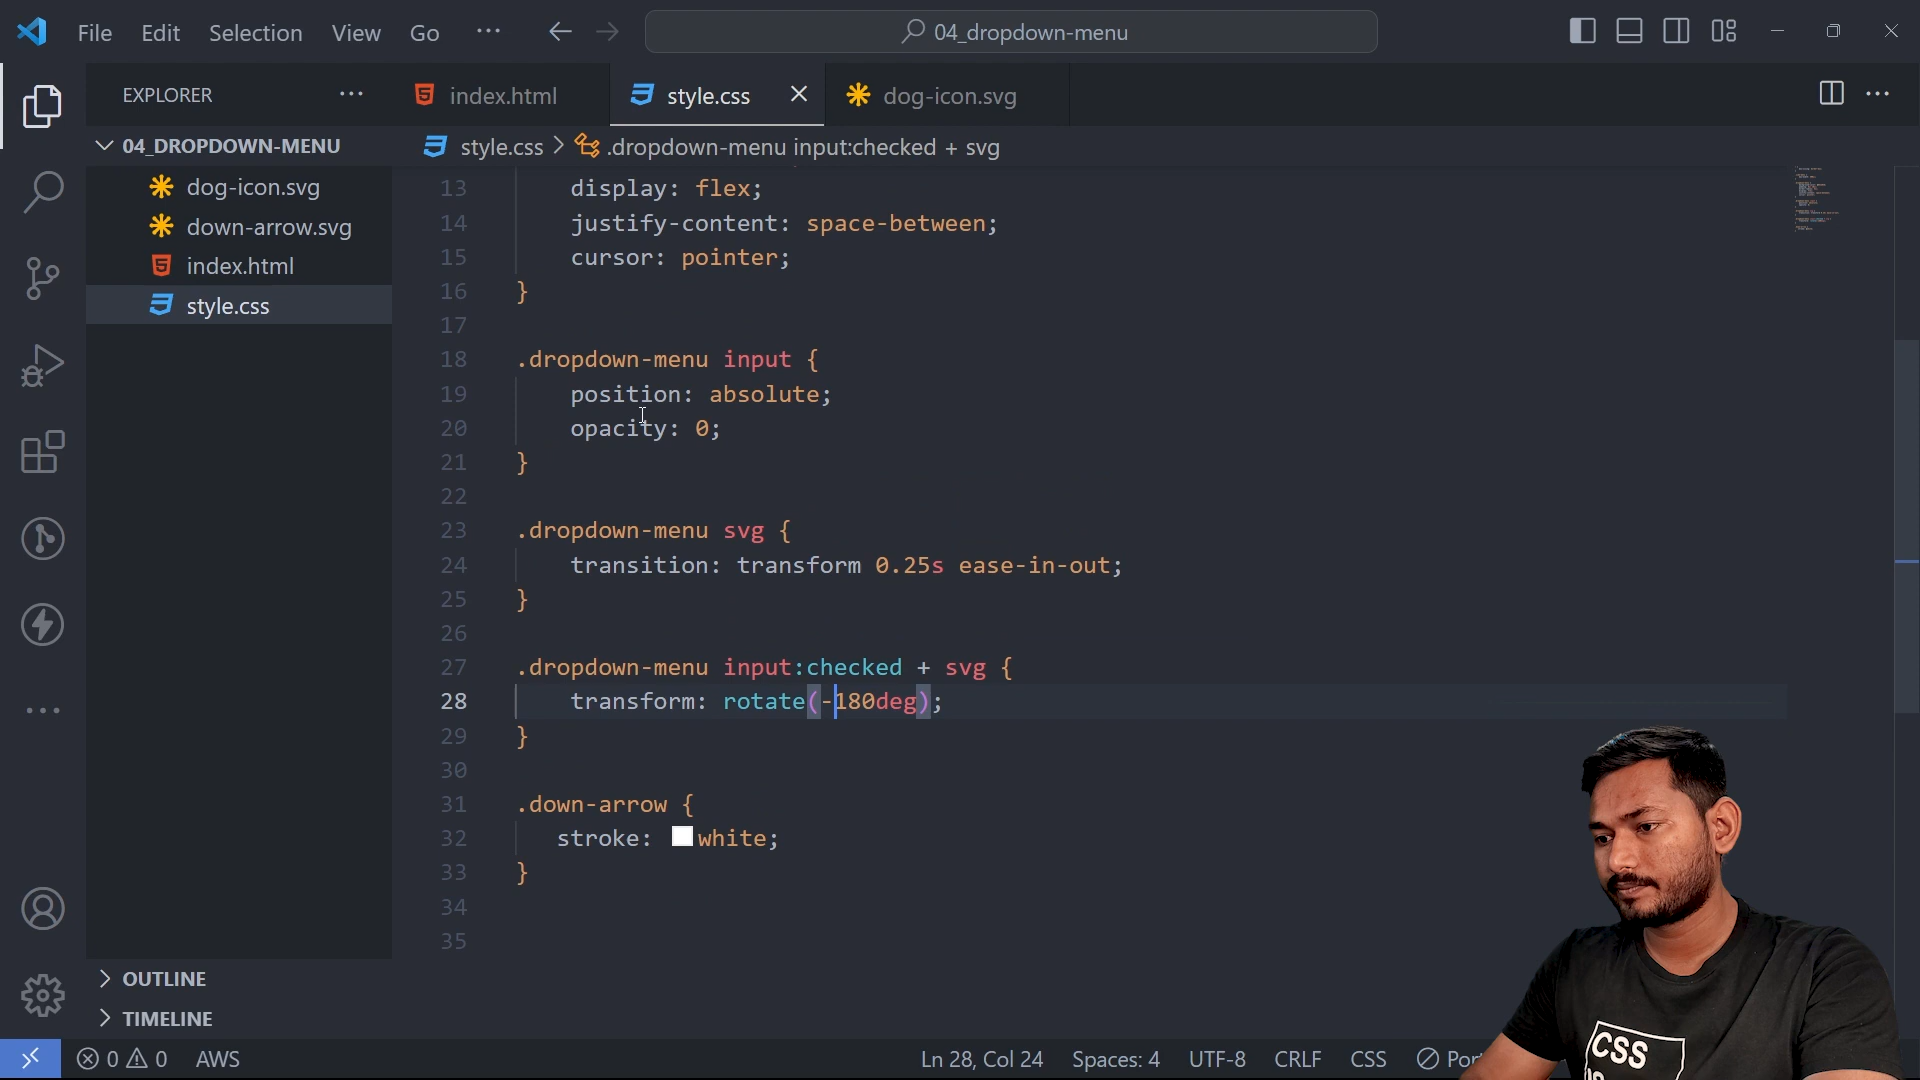 File Edit Selection View Go ··· 04_dropdown-menu
EXPLORER ··· index.html style.css dog-icon.svg
04_DROPDOWN-MENU
style.css > .dropdown-menu input:checked + svg
dog-icon.svg
down-arrow.svg
index.html
style.css
13 display: flex;
14 justify-content: space-between;
15 cursor: pointer;
16 }
17
18 .dropdown-menu input {
19 position: absolute;
20 opacity: 0;
21 }
22
23 .dropdown-menu svg {
24 transition: transform 0.25s ease-in-out;
25 }
26
27 .dropdown-menu input:checked + svg {
28 transform: rotate(-180deg);
29 }
30
31 .down-arrow {
32 stroke: white;
33 }
34
35
OUTLINE
TIMELINE
0 0 AWS Ln 28, Col 24 Spaces: 4 UTF-8 CRLF CSS
CSS